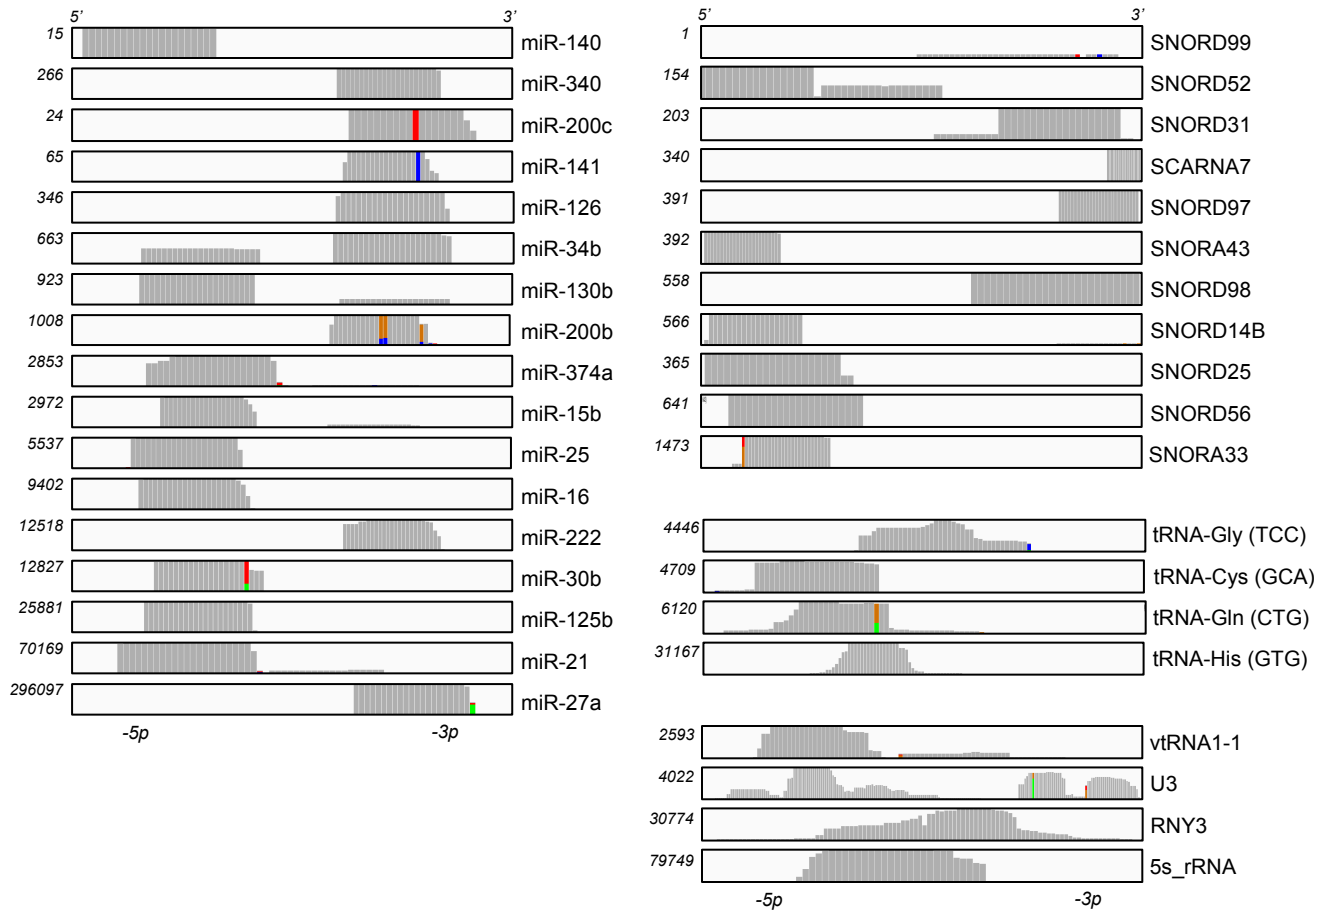 5’ 3’
15 miR-140
266 miR-340
24 miR-200c
65 miR-141
346 miR-126
663 miR-34b
923 miR-130b
1008 miR-200b
2853 miR-374a
2972 miR-15b
5537 miR-25
9402 miR-16
12518 miR-222
12827 miR-30b
25881 miR-125b
70169 miR-21
296097 miR-27a
-5p -3p
5’ 3’
1 SNORD99
154 SNORD52
203 SNORD31
340 SCARNA7
391 SNORD97
392 SNORA43
558 SNORD98
566 SNORD14B
365 SNORD25
641 SNORD56
1473 SNORA33
4446 tRNA-Gly (TCC)
4709 tRNA-Cys (GCA)
6120 tRNA-Gln (CTG)
31167 tRNA-His (GTG)
2593 vtRNA1-1
4022 U3
30774 RNY3
79749 5s_rRNA
-5p -3p